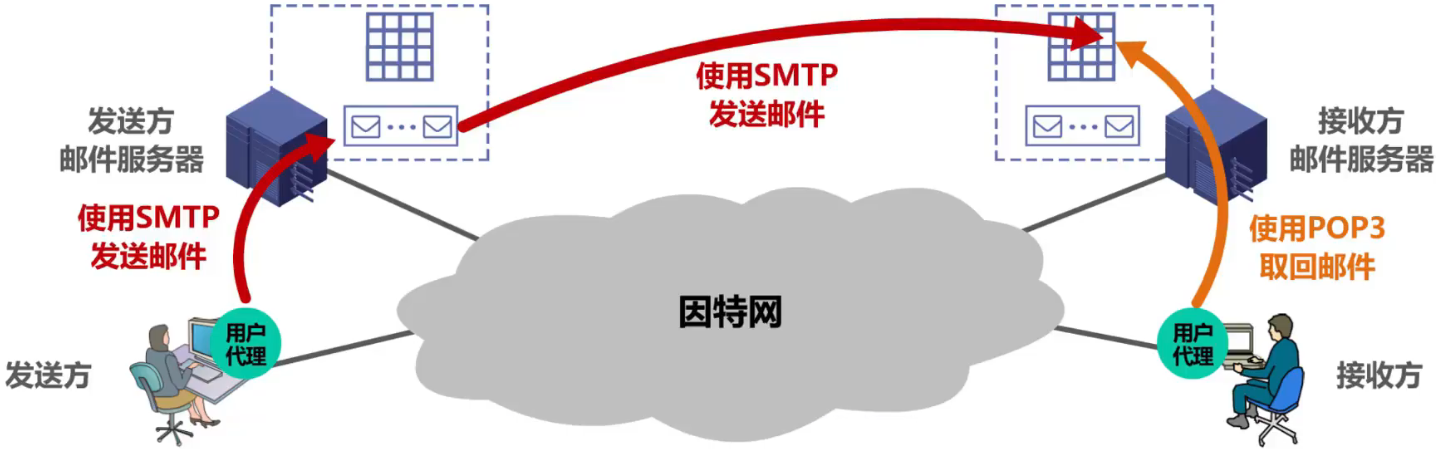 使用SMTP
发送邮件
发送方
邮件服务器
接收方
邮件服务器
使用SMTP
发送邮件
使用POP3
取回邮件
因特网
用户
代理
用户
代理
发送方
接收方